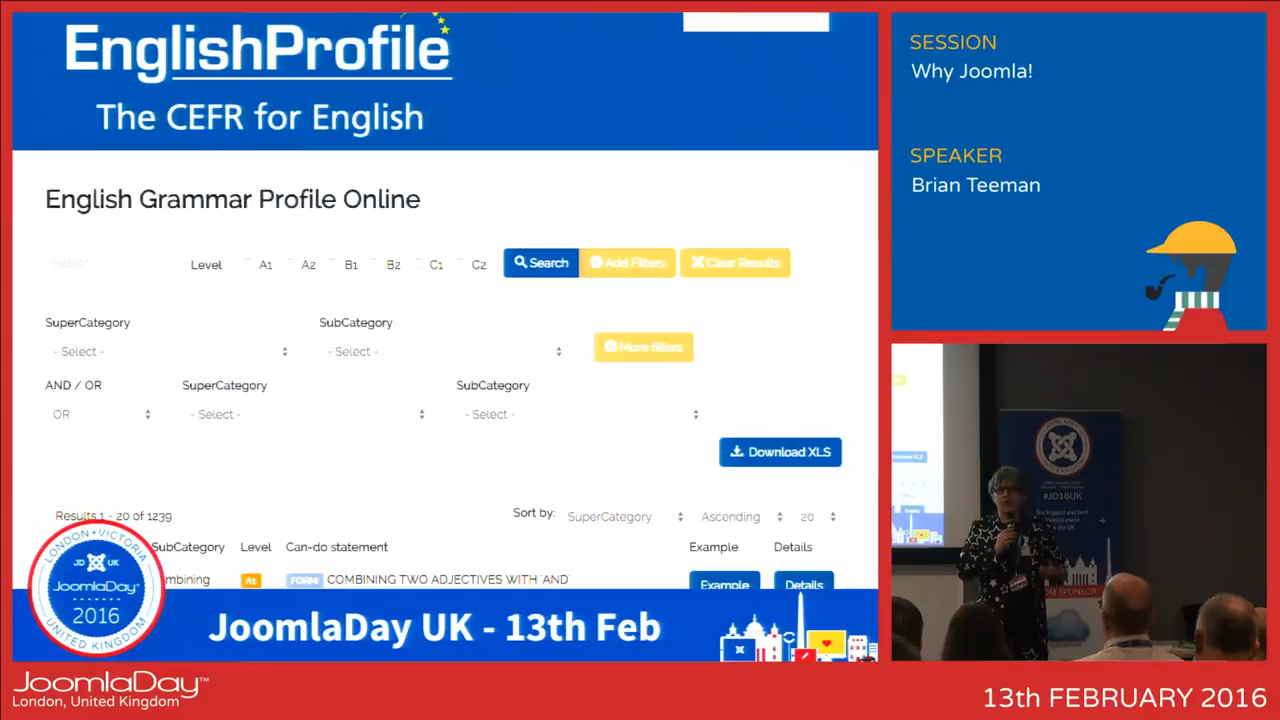 EnglishProfile
The CEFR for English
English Grammar Profile Online
Search
Level A1 A2 B1 B2 C1 C2 Search Add Filters Clear Results
SuperCategory SubCategory
- Select - - Select - More filters
AND / OR SuperCategory SubCategory
OR - Select - - Select -
Download XLS
Results 1 - 20 of 1239 Sort by: SuperCategory Ascending 20
SubCategory Level Can-do statement Example Details
A1 FORM: COMBINING TWO ADJECTIVES WITH 'AND' Example Details
LONDON • VICTORIA
JD UK
JoomlaDay
2016
UNITED KINGDOM
JoomlaDay UK - 13th Feb
SESSION
Why Joomla!
SPEAKER
Brian Teeman
#JD16UK
JoomlaDay™
London, United Kingdom
13th FEBRUARY 2016